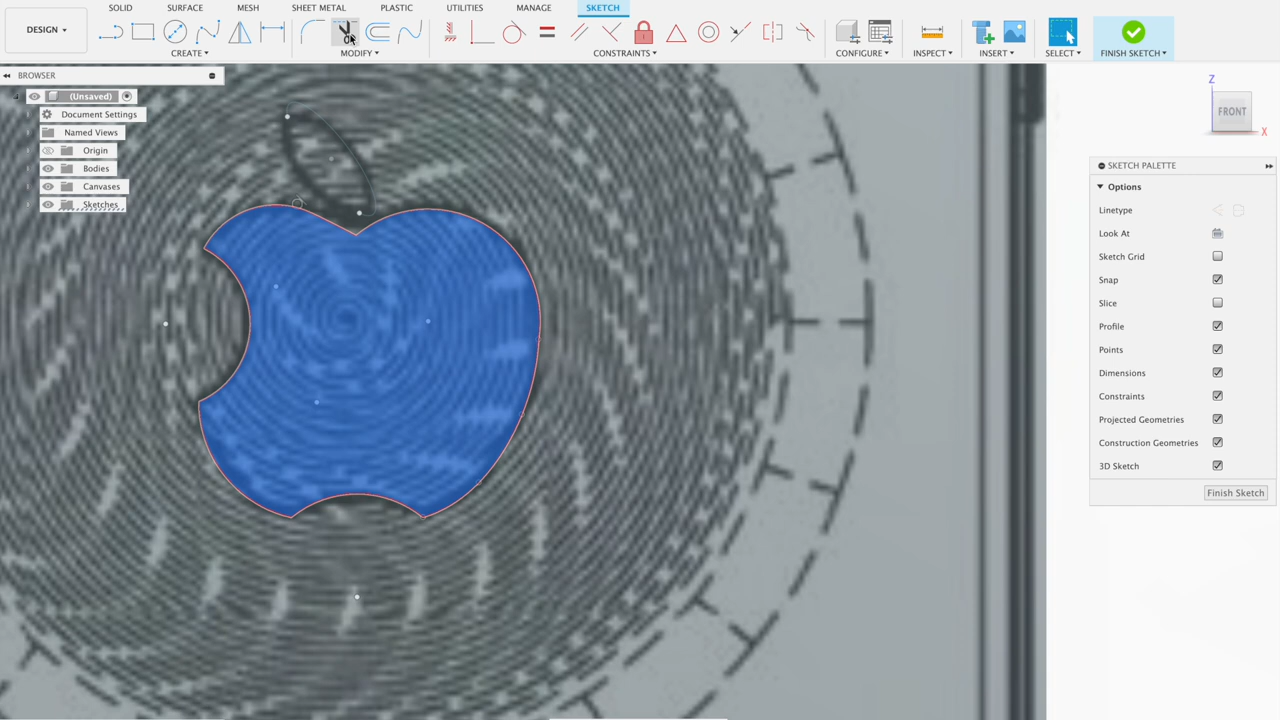 SOLID SURFACE MESH SHEET METAL PLASTIC UTILITIES MANAGE SKETCH
DESIGN
CREATE MODIFY CONSTRAINTS CONFIGURE INSPECT INSERT SELECT FINISH SKETCH
BROWSER
(Unsaved)
Document Settings
Named Views
Origin
Bodies
Canvases
Sketches
Z
FRONT
X
SKETCH PALETTE
Options
Linetype
Look At
Sketch Grid
Snap
Slice
Profile
Points
Dimensions
Constraints
Projected Geometries
Construction Geometries
3D Sketch
Finish Sketch